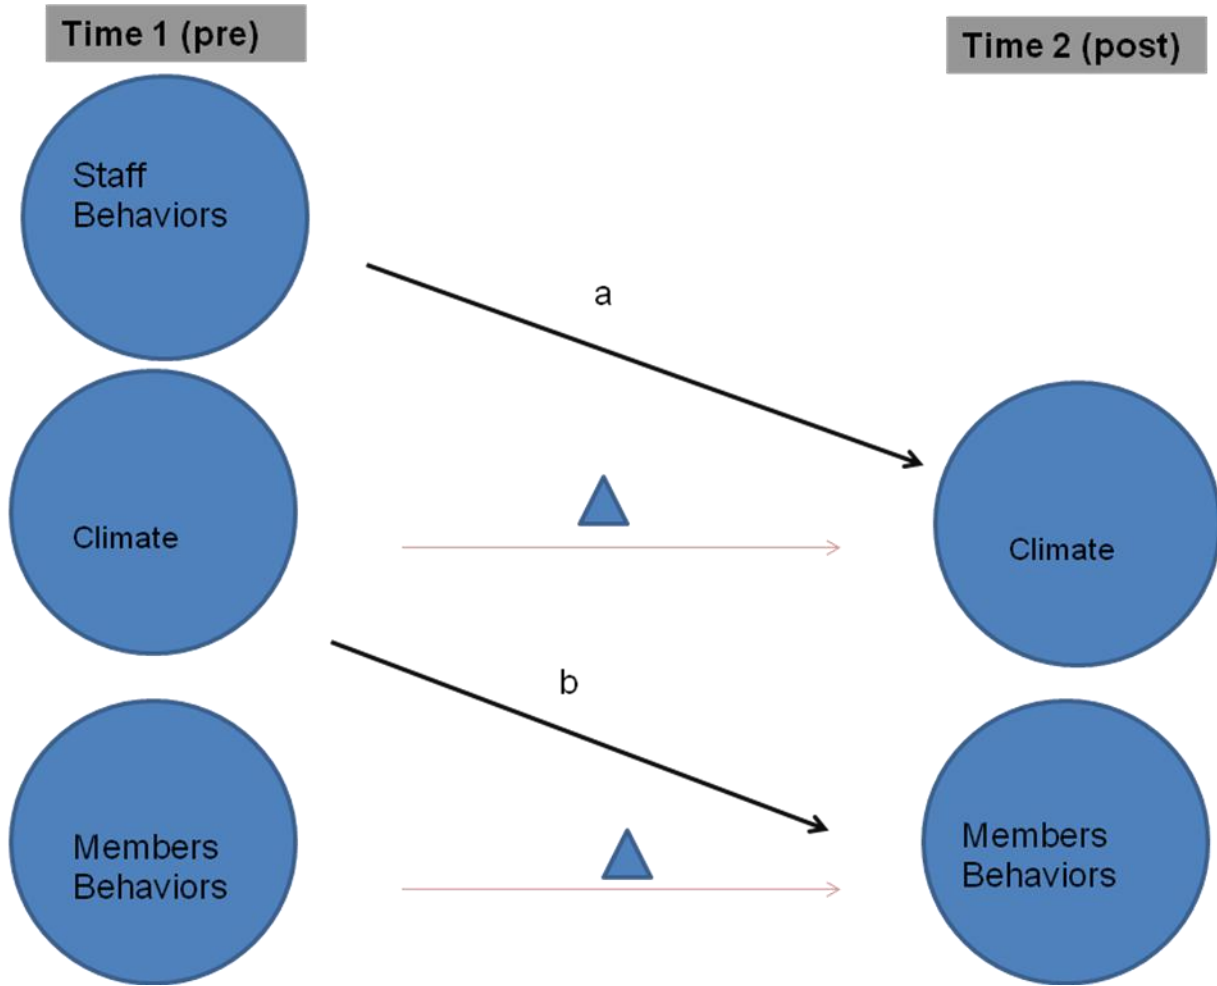 Time 1 (pre)
Time 2 (post)
Staff
Behaviors
a
Climate
Climate
b
Members
Behaviors
Members
Behaviors